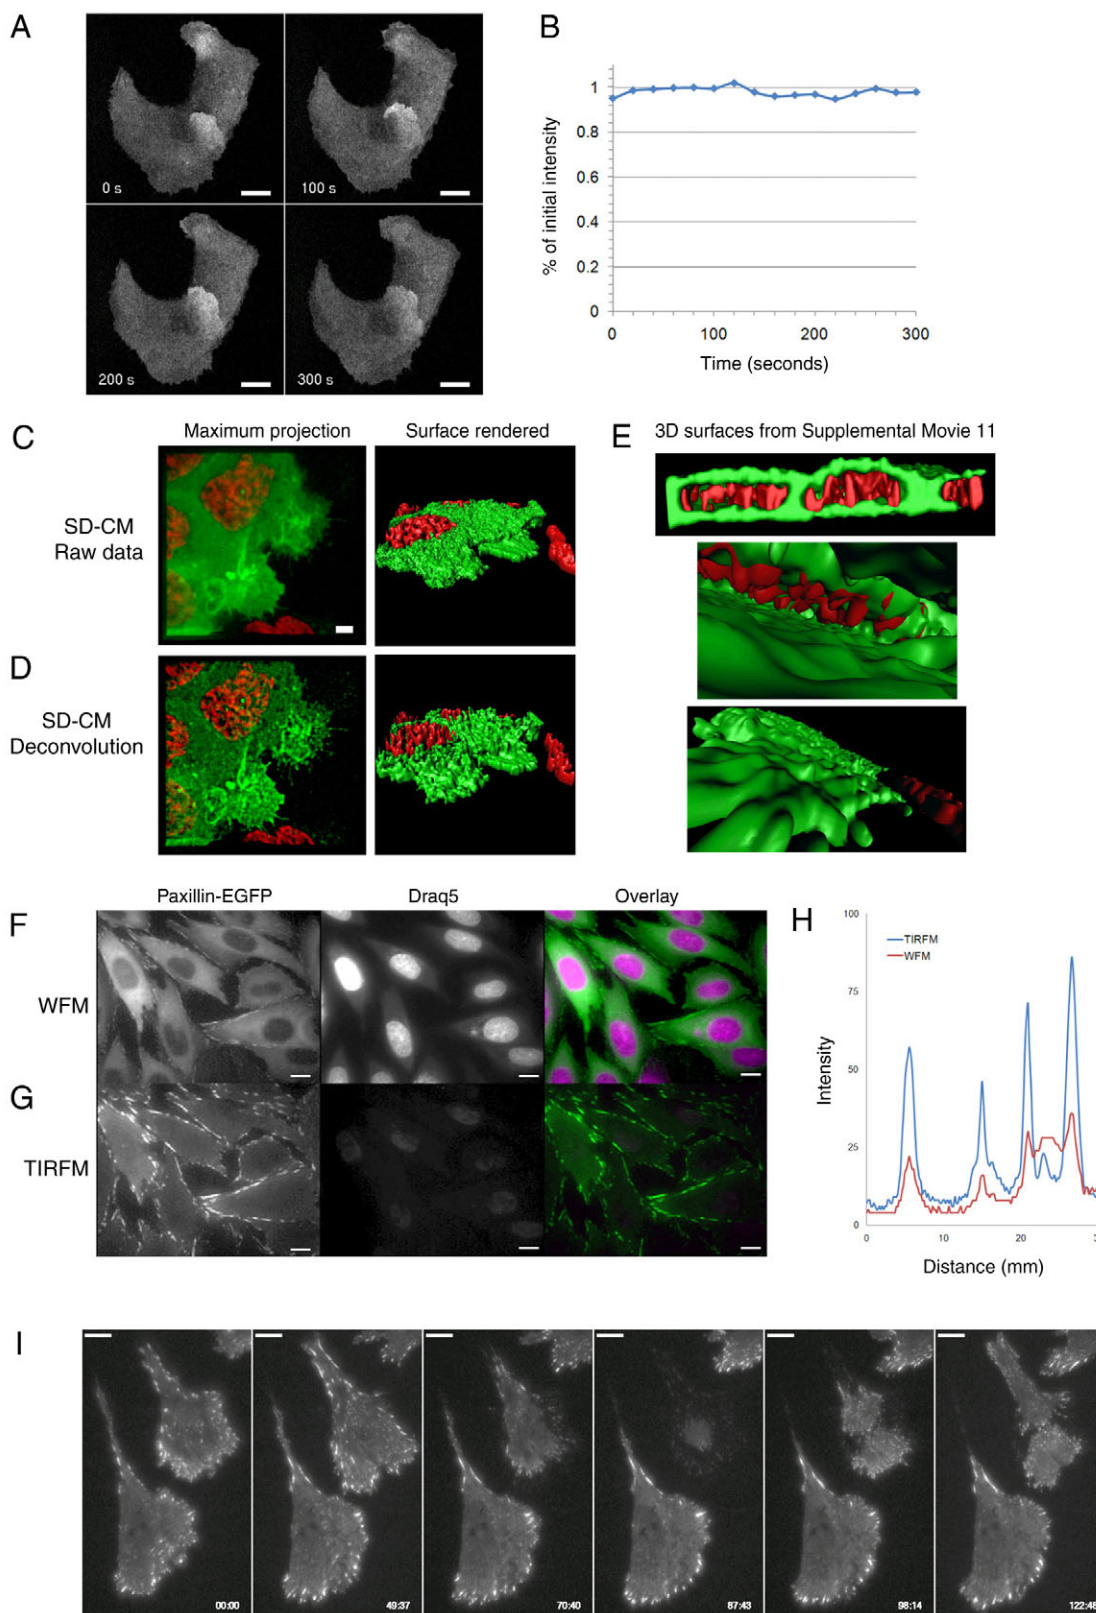 A
0 s
100 s
200 s
300 s
B
% of initial intensity
1
0.8
0.6
0.4
0.2
0
0
100
200
300
Time (seconds)
C
Maximum projection
Surface rendered
SD-CM
Raw data
D
SD-CM
Deconvolution
E
3D surfaces from Supplemental Movie 11
Paxillin-EGFP
Draq5
Overlay
F
WFM
G
TIRFM
H
TIRFM
WFM
Intensity
100
75
50
25
0
0
10
20
Distance (mm)
I
00:00
49:37
70:40
87:43
98:14